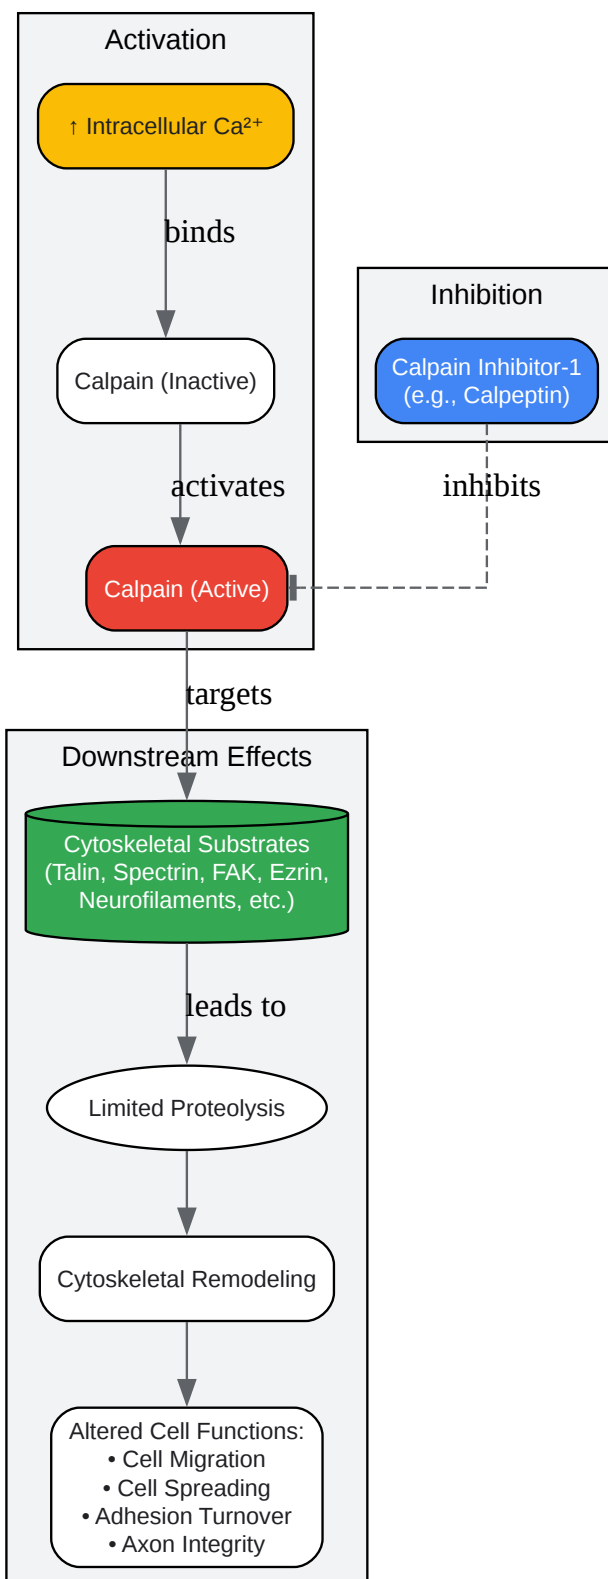 Activation
↑ Intracellular Ca²⁺
binds
Inhibition
Calpain (Inactive)
Calpain Inhibitor-1
(e.g., Calpeptin)
activates
inhibits
Calpain (Active)
targets
Downstream Effects
Cytoskeletal Substrates
(Talin, Spectrin, FAK, Ezrin,
Neurofilaments, etc.)
leads to
Limited Proteolysis
Cytoskeletal Remodeling
Altered Cell Functions:
• Cell Migration
• Cell Spreading
• Adhesion Turnover
• Axon Integrity